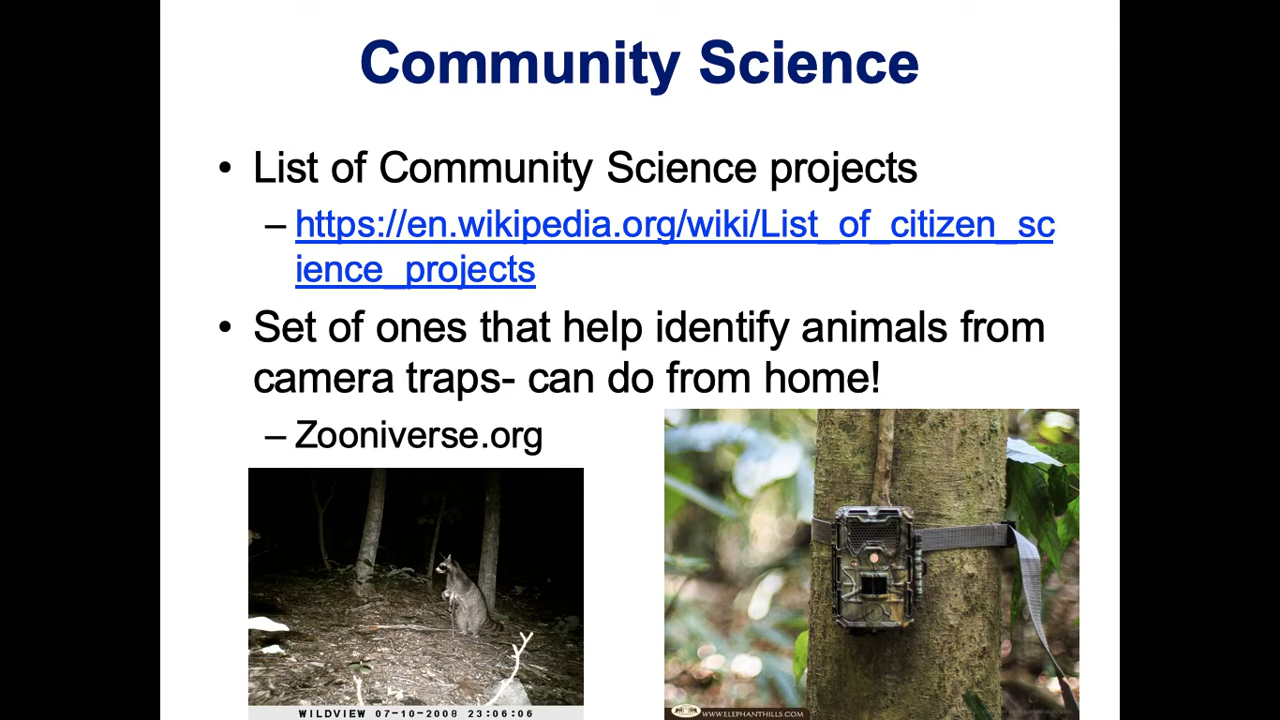 Community Science
• List of Community Science projects
– https://en.wikipedia.org/wiki/List_of_citizen_sc
ience_projects
• Set of ones that help identify animals from
camera traps- can do from home!
– Zooniverse.org
WILDVIEW 07-10-2008 23:06:06
WWW.ELEPHANTHILLS.COM